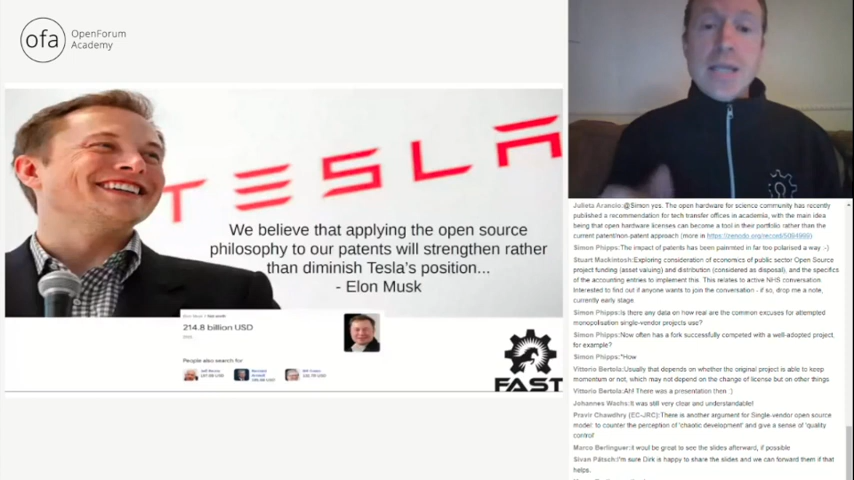 ofa
OpenForum
Academy
TESLA
We believe that applying the open source
philosophy to our patents will strengthen rather
than diminish Tesla's position...
- Elon Musk
214.8 billion USD
People also search for
FAST
Julieta Arancio:@Simon yes. The open hardware for science community has recently
published a recommendation for tech transfer offices in academia, with the main idea
being that open hardware licenses can become a tool in their portfolio rather than the
current patent/non-patent approach (more in
Simon Phipps:The impact of patents has been painted in far too polarised a way :-)
Stuart Mackintosh:Exploring consideration of economics of public sector Open Source
project funding (asset valuing) and distribution (considered as disposal), and the specifics
of the accounting entries to implement this. This relates to active NHS conversation
Interested to find out if anyone wants to join the conversation - if so, drop me a note,
currently early stage
Simon Phipps:Is there any data on how real are the common excuses for attempted
monopolisation single-vendor projects use?
Simon Phipps:Now often has a fork successfully competed with a well-adopted project,
for example?
Simon Phipps:*How
Vittorio Bertola:Usually that depends on whether the original project is able to keep
momentum or not, which may not depend on the change of license but on other things
Vittorio Bertola:Ah! There was a presentation then :)
Johannes Wachs:It was still very clear and understandable!
Pravir Chawdhry (EC-JRC):There is another argument for Single-vendor open source
model: to counter the perception of 'chaotic development' and give a sense of 'quality
control'
Marco Berlinguer:it woul be great to see the slides afterward, if possible
Sivan Pätsch:I'm sure Dirk is happy to share the slides and we can forward them if that
helps.